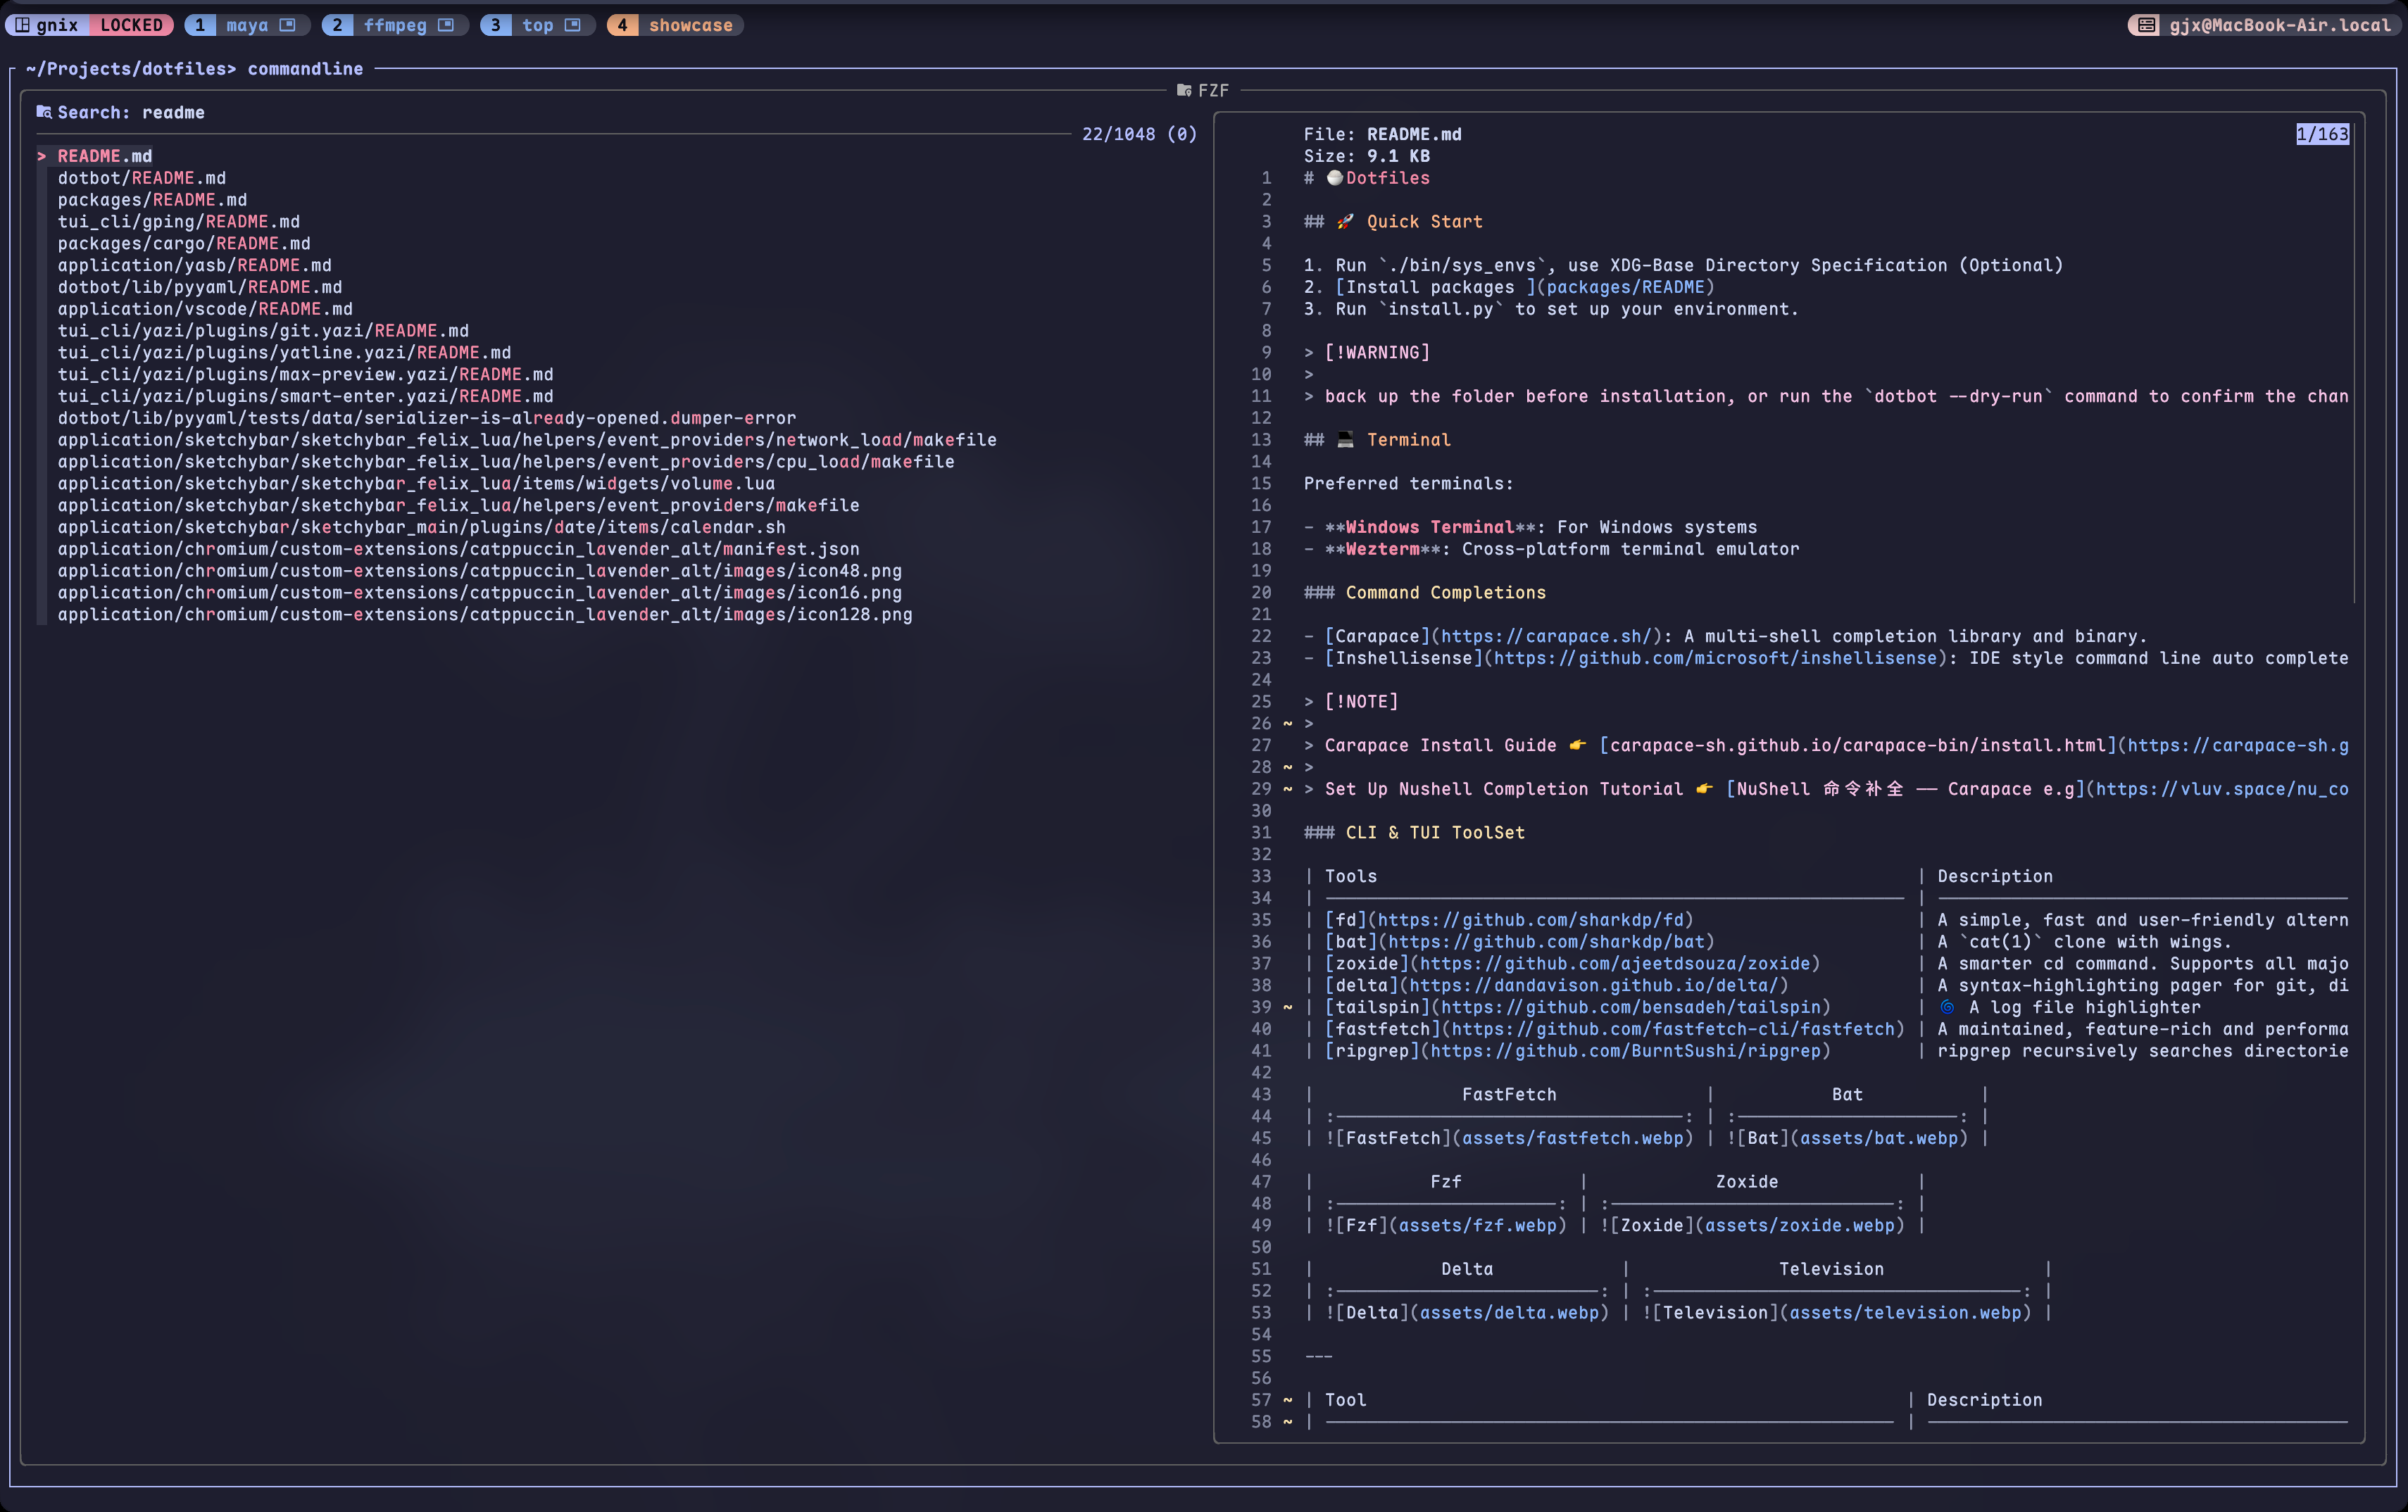 gnix LOCKED 1 maya 2 ffmpeg 3 top 4 showcase gjx@MacBook-Air.local
~/Projects/dotfiles> commandline
FZF
Search: readme
22/1048 (0)
> README.md
dotbot/README.md
packages/README.md
tui_cli/gping/README.md
packages/cargo/README.md
application/yasb/README.md
dotbot/lib/pyyaml/README.md
application/vscode/README.md
tui_cli/yazi/plugins/git.yazi/README.md
tui_cli/yazi/plugins/yatline.yazi/README.md
tui_cli/yazi/plugins/max-preview.yazi/README.md
tui_cli/yazi/plugins/smart-enter.yazi/README.md
dotbot/lib/pyyaml/tests/data/serializer-is-already-opened.dumper-error
application/sketchybar/sketchybar_felix_lua/helpers/event_providers/network_load/makefile
application/sketchybar/sketchybar_felix_lua/helpers/event_providers/cpu_load/makefile
application/sketchybar/sketchybar_felix_lua/items/widgets/volume.lua
application/sketchybar/sketchybar_felix_lua/helpers/event_providers/makefile
application/sketchybar/sketchybar_main/plugins/date/items/calendar.sh
application/chromium/custom-extensions/catppuccin_lavender_alt/manifest.json
application/chromium/custom-extensions/catppuccin_lavender_alt/images/icon48.png
application/chromium/custom-extensions/catppuccin_lavender_alt/images/icon16.png
application/chromium/custom-extensions/catppuccin_lavender_alt/images/icon128.png
File: README.md 1/163
Size: 9.1 KB
1 # 🍚Dotfiles
2
3 ## 🚀 Quick Start
4
5 1. Run `./bin/sys_envs`, use XDG-Base Directory Specification (Optional)
6 2. [Install packages ](packages/README)
7 3. Run `install.py` to set up your environment.
8
9 > [!WARNING]
10 >
11 > back up the folder before installation, or run the `dotbot --dry-run` command to confirm the chan
12
13 ## 💻 Terminal
14
15 Preferred terminals:
16
17 - **Windows Terminal**: For Windows systems
18 - **Wezterm**: Cross-platform terminal emulator
19
20 ### Command Completions
21
22 - [Carapace](https://carapace.sh/): A multi-shell completion library and binary.
23 - [Inshellisense](https://github.com/microsoft/inshellisense): IDE style command line auto complete
24
25 > [!NOTE]
26 ~ >
27 > Carapace Install Guide 👉 [carapace-sh.github.io/carapace-bin/install.html](https://carapace-sh.g
28 ~ >
29 ~ > Set Up Nushell Completion Tutorial 👉 [NuShell 命令补全 —— Carapace e.g](https://vluv.space/nu_co
30
31 ### CLI & TUI ToolSet
32
33 | Tools | Description
34 | ------- | -------
35 | [fd](https://github.com/sharkdp/fd) | A simple, fast and user-friendly altern
36 | [bat](https://github.com/sharkdp/bat) | A `cat(1)` clone with wings.
37 | [zoxide](https://github.com/ajeetdsouza/zoxide) | A smarter cd command. Supports all majo
38 | [delta](https://dandavison.github.io/delta/) | A syntax-highlighting pager for git, di
39 ~ | [tailspin](https://github.com/bensadeh/tailspin) | 🌀 A log file highlighter
40 | [fastfetch](https://github.com/fastfetch-cli/fastfetch) | A maintained, feature-rich and performa
41 | [ripgrep](https://github.com/BurntSushi/ripgrep) | ripgrep recursively searches directorie
42
43 | FastFetch | Bat |
44 | :-------: | :-------: |
45 | ![FastFetch](assets/fastfetch.webp) | ![Bat](assets/bat.webp) |
46
47 | Fzf | Zoxide |
48 | :-------: | :-------: |
49 | ![Fzf](assets/fzf.webp) | ![Zoxide](assets/zoxide.webp) |
50
51 | Delta | Television |
52 | :-------: | :-------: |
53 | ![Delta](assets/delta.webp) | ![Television](assets/television.webp) |
54
55 ---
56
57 ~ | Tool | Description
58 ~ | ------- | -------